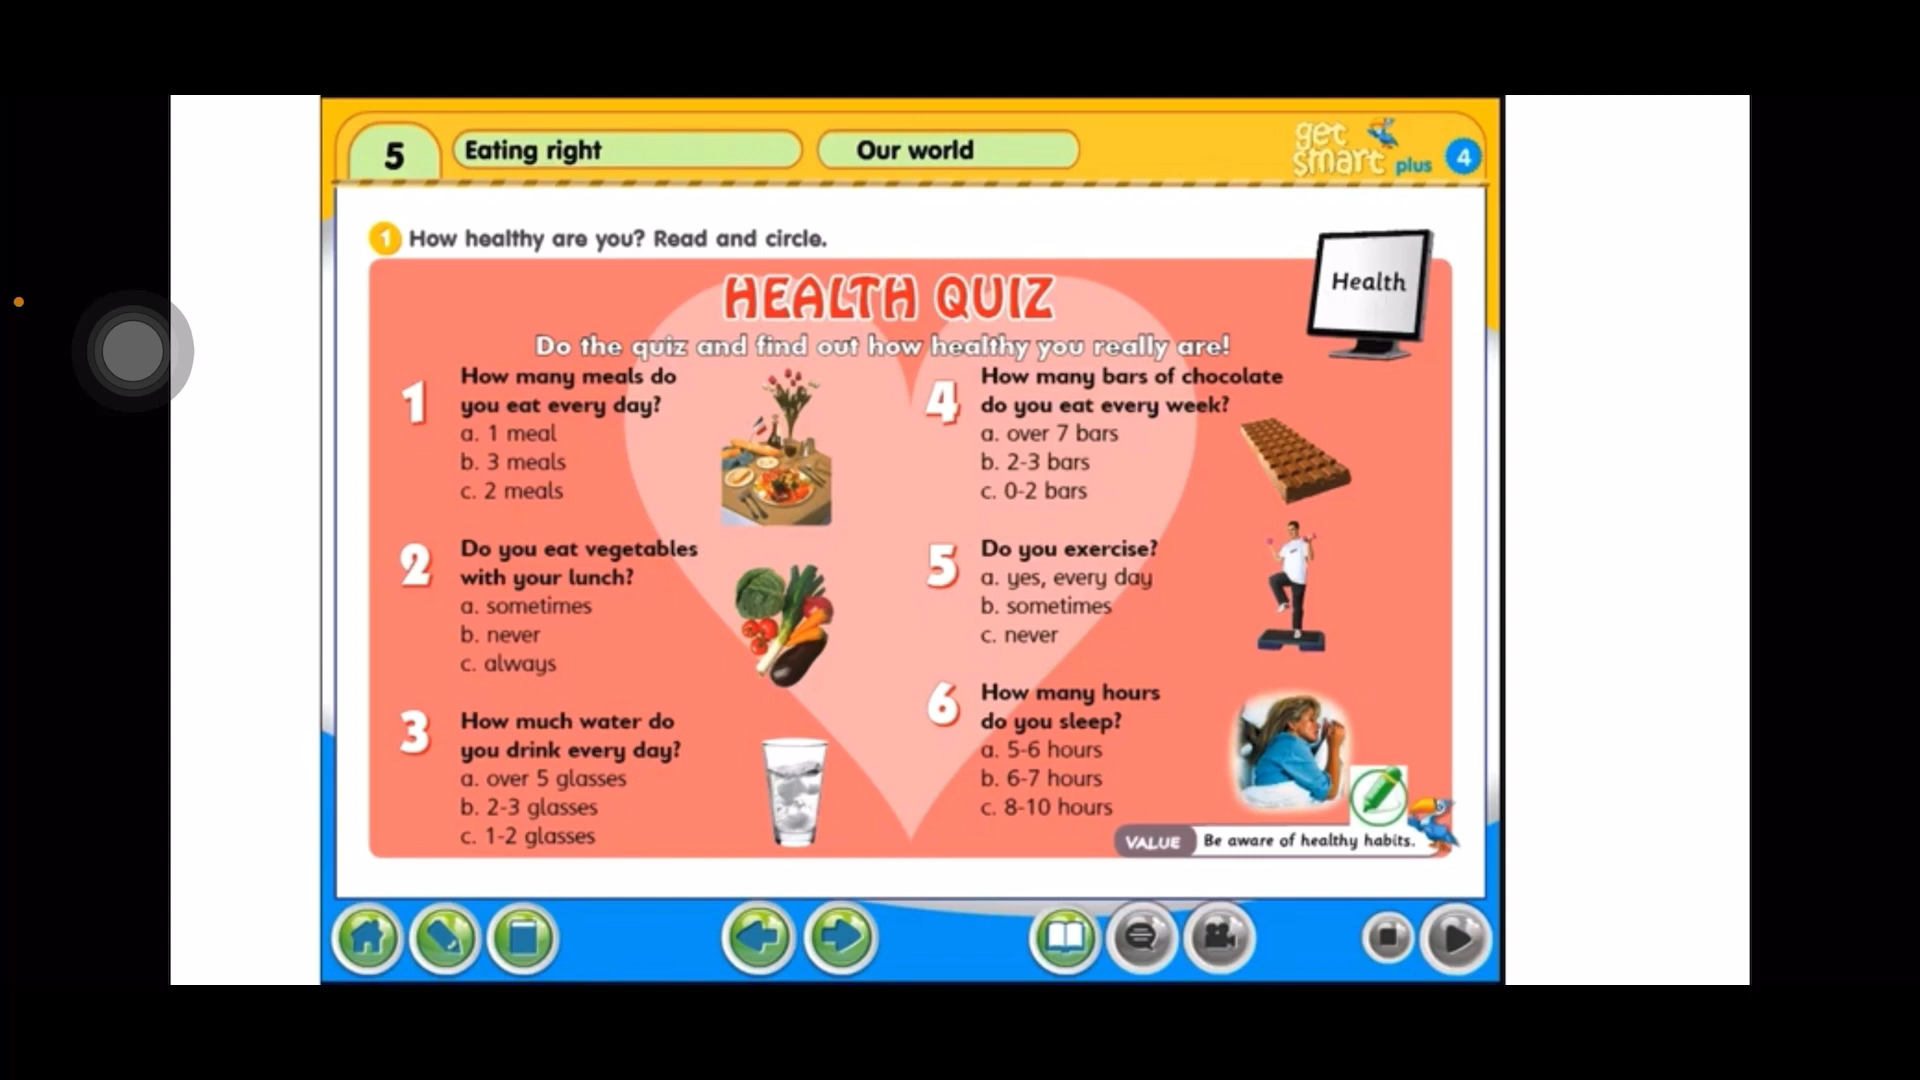 5
Eating right
Our world
get
smart plus 4
1 How healthy are you? Read and circle.
Health
HEALTH QUIZ
Do the quiz and find out how healthy you really are!
1
How many meals do
you eat every day?
a. 1 meal
b. 3 meals
c. 2 meals
2
Do you eat vegetables
with your lunch?
a. sometimes
b. never
c. always
3
How much water do
you drink every day?
a. over 5 glasses
b. 2-3 glasses
c. 1-2 glasses
4
How many bars of chocolate
do you eat every week?
a. over 7 bars
b. 2-3 bars
c. 0-2 bars
5
Do you exercise?
a. yes, every day
b. sometimes
c. never
6
How many hours
do you sleep?
a. 5-6 hours
b. 6-7 hours
c. 8-10 hours
VALUE Be aware of healthy habits.